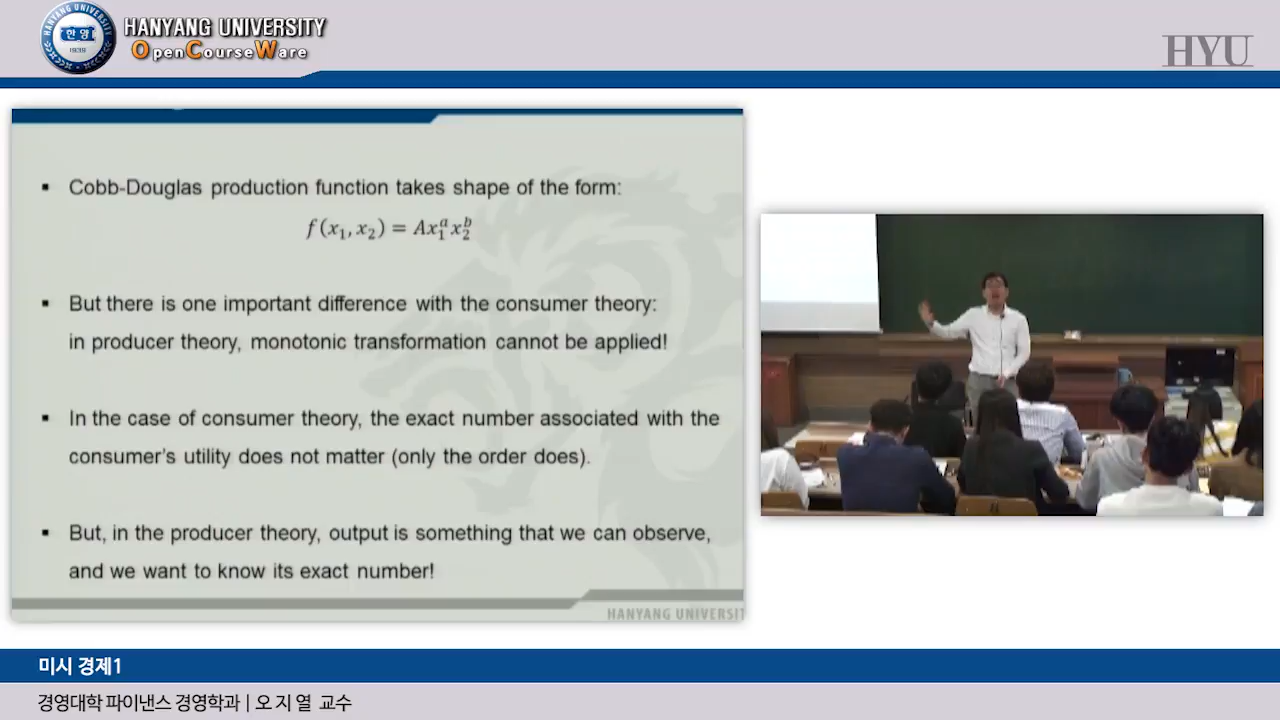 HANYANG UNIVERSITY
OpenCourseWare
HANYANG UNIVERSITY
한양
1939
HYU
▪ Cobb-Douglas production function takes shape of the form:
f(x₁, x₂) = Ax₁ᵃx₂ᵇ
▪ But there is one important difference with the consumer theory:
in producer theory, monotonic transformation cannot be applied!
▪ In the case of consumer theory, the exact number associated with the
consumer's utility does not matter (only the order does).
▪ But, in the producer theory, output is something that we can observe,
and we want to know its exact number!
HANYANG UNIVERSIT
미시 경제1
경영대학 파이낸스 경영학과 | 오 지 열 교수